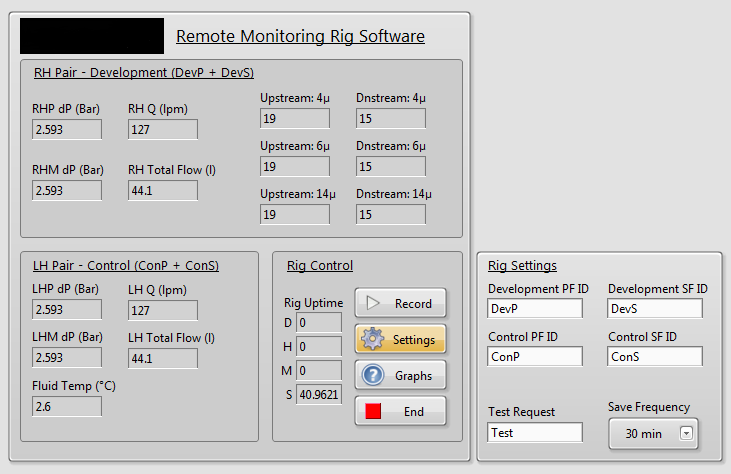 Remote Monitoring Rig Software
RH Pair - Development (DevP + DevS)
RHP dP (Bar) RH Q (lpm) Upstream: 4µ Dnstream: 4µ
2.593 127 19 15
Upstream: 6µ Dnstream: 6µ
RHM dP (Bar) RH Total Flow (l) 19 15
2.593 44.1 Upstream: 14µ Dnstream: 14µ
19 15
LH Pair - Control (ConP + ConS)
LHP dP (Bar) LH Q (lpm)
2.593 127
LHM dP (Bar) LH Total Flow (l)
2.593 44.1
Fluid Temp (°C)
2.6
Rig Control
Rig Uptime
D 0
H 0
M 0
S 40.9621
Record
Settings
Graphs
End
Rig Settings
Development PF ID Development SF ID
DevP DevS
Control PF ID Control SF ID
ConP ConS
Test Request Save Frequency
Test 30 min